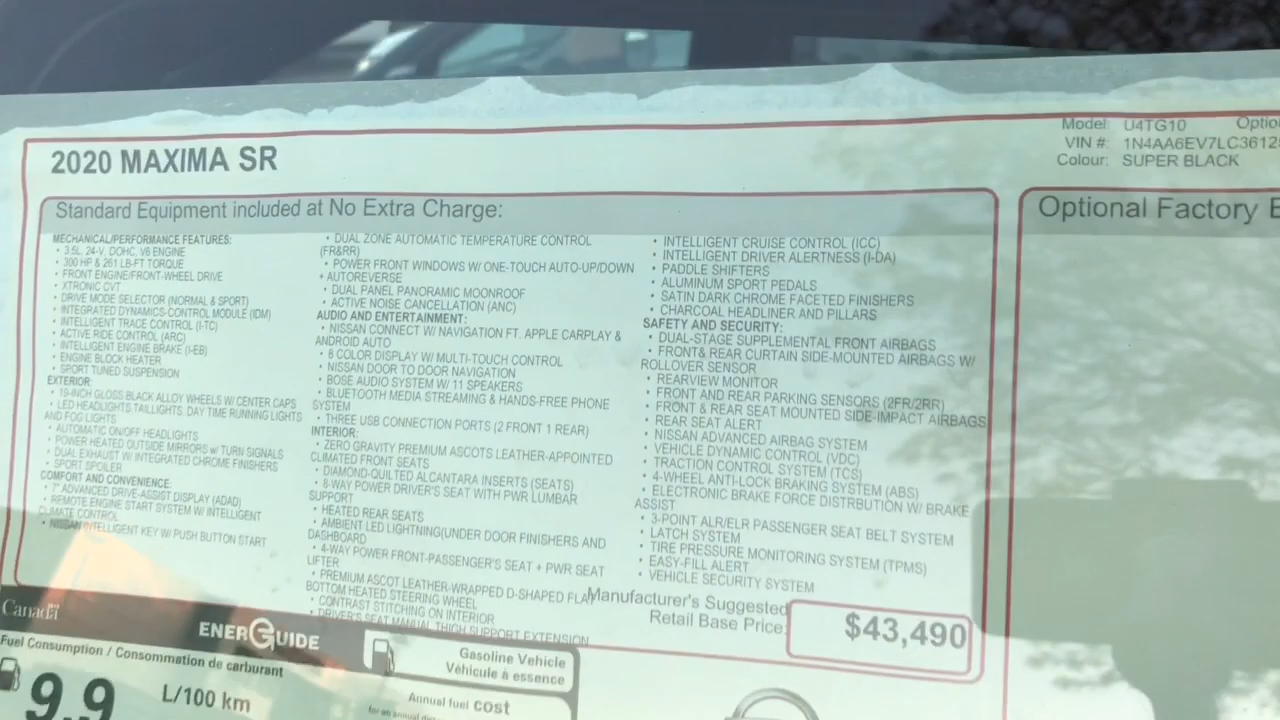 2020 MAXIMA SR
Model: U4TG10 Optio
VIN #: 1N4AA6EV7LC3612
Colour: SUPER BLACK
Standard Equipment included at No Extra Charge:
MECHANICAL/PERFORMANCE FEATURES:
• 3.5L, 24-V, DOHC, V6 ENGINE
• 300 HP & 261 LB-FT TORQUE
• FRONT ENGINE/FRONT-WHEEL DRIVE
• XTRONIC CVT
• DRIVE MODE SELECTOR (NORMAL & SPORT)
• INTEGRATED DYNAMICS-CONTROL MODULE (IDM)
• INTELLIGENT TRACE CONTROL (I-TC)
• ACTIVE RIDE CONTROL (ARC)
• INTELLIGENT ENGINE BRAKE (I-EB)
• ENGINE BLOCK HEATER
• SPORT TUNED SUSPENSION
EXTERIOR:
• 19-INCH GLOSS BLACK ALLOY WHEELS W/ CENTER CAPS
• LED HEADLIGHTS TAILLIGHTS, DAY TIME RUNNING LIGHTS
AND FOG LIGHTS
• AUTOMATIC ON/OFF HEADLIGHTS
• POWER HEATED OUTSIDE MIRRORS w/ TURN SIGNALS
• DUAL EXHAUST W/ INTEGRATED CHROME FINISHERS
• SPORT SPOILER
COMFORT AND CONVENIENCE:
• 7" ADVANCED DRIVE-ASSIST DISPLAY (ADAD)
• REMOTE ENGINE START SYSTEM W/ INTELLIGENT
CLIMATE CONTROL
• NISSAN INTELLIGENT KEY W/ PUSH BUTTON START
• DUAL ZONE AUTOMATIC TEMPERATURE CONTROL
(FR&RR)
• POWER FRONT WINDOWS W/ ONE-TOUCH AUTO-UP/DOWN
+ AUTOREVERSE
• DUAL PANEL PANORAMIC MOONROOF
• ACTIVE NOISE CANCELLATION (ANC)
AUDIO AND ENTERTAINMENT:
• NISSAN CONNECT W/ NAVIGATION FT. APPLE CARPLAY &
ANDROID AUTO
• 8 COLOR DISPLAY W/ MULTI-TOUCH CONTROL
• NISSAN DOOR TO DOOR NAVIGATION
• BOSE AUDIO SYSTEM W/ 11 SPEAKERS
• BLUETOOTH MEDIA STREAMING & HANDS-FREE PHONE
SYSTEM
• THREE USB CONNECTION PORTS (2 FRONT 1 REAR)
INTERIOR:
• ZERO GRAVITY PREMIUM ASCOTS LEATHER-APPOINTED
CLIMATED FRONT SEATS
• DIAMOND-QUILTED ALCANTARA INSERTS (SEATS)
• 8-WAY POWER DRIVER'S SEAT WITH PWR LUMBAR
SUPPORT
• HEATED REAR SEATS
• AMBIENT LED LIGHTNING(UNDER DOOR FINISHERS AND
DASHBOARD
• 4-WAY POWER FRONT-PASSENGER'S SEAT + PWR SEAT
LIFTER
• PREMIUM ASCOT LEATHER-WRAPPED D-SHAPED FLAT
BOTTOM HEATED STEERING WHEEL
• CONTRAST STITCHING ON INTERIOR
• DRIVER'S SEAT MANUAL THIGH SUPPORT EXTENSION
• INTELLIGENT CRUISE CONTROL (ICC)
• INTELLIGENT DRIVER ALERTNESS (I-DA)
• PADDLE SHIFTERS
• ALUMINUM SPORT PEDALS
• SATIN DARK CHROME FACETED FINISHERS
• CHARCOAL HEADLINER AND PILLARS
SAFETY AND SECURITY:
• DUAL-STAGE SUPPLEMENTAL FRONT AIRBAGS
• FRONT& REAR CURTAIN SIDE-MOUNTED AIRBAGS W/
ROLLOVER SENSOR
• REARVIEW MONITOR
• FRONT AND REAR PARKING SENSORS (2FR/2RR)
• FRONT & REAR SEAT MOUNTED SIDE-IMPACT AIRBAGS
• REAR SEAT ALERT
• NISSAN ADVANCED AIRBAG SYSTEM
• VEHICLE DYNAMIC CONTROL (VDC)
• TRACTION CONTROL SYSTEM (TCS)
• 4-WHEEL ANTI-LOCK BRAKING SYSTEM (ABS)
• ELECTRONIC BRAKE FORCE DISTRBUTION W/ BRAKE
ASSIST
• 3-POINT ALR/ELR PASSENGER SEAT BELT SYSTEM
• LATCH SYSTEM
• TIRE PRESSURE MONITORING SYSTEM (TPMS)
• EASY-FILL ALERT
• VEHICLE SECURITY SYSTEM
Manufacturer's Suggested
Retail Base Price:
$43,490
Optional Factory E
Canada
ENERGUIDE
Fuel Consumption / Consommation de carburant
9.9 L/100 km
Gasoline Vehicle
Véhicule à essence
Annual fuel cost
for an annual